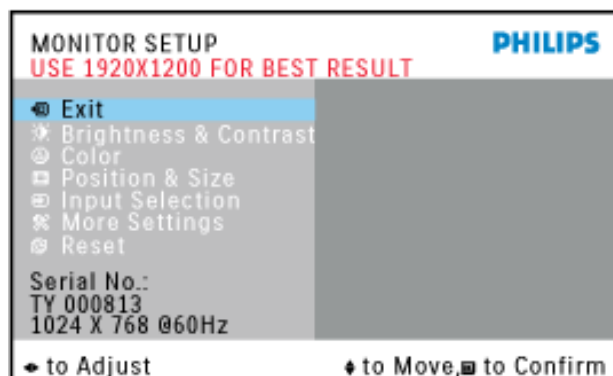 MONITOR SETUP
PHILIPS
USE 1920X1200 FOR BEST RESULT
Exit
Brightness & Contrast
Color
Position & Size
Input Selection
More Settings
Reset
Serial No.:
TY 000813
1024 X 768 @60Hz
to Adjust
to Move, to Confirm